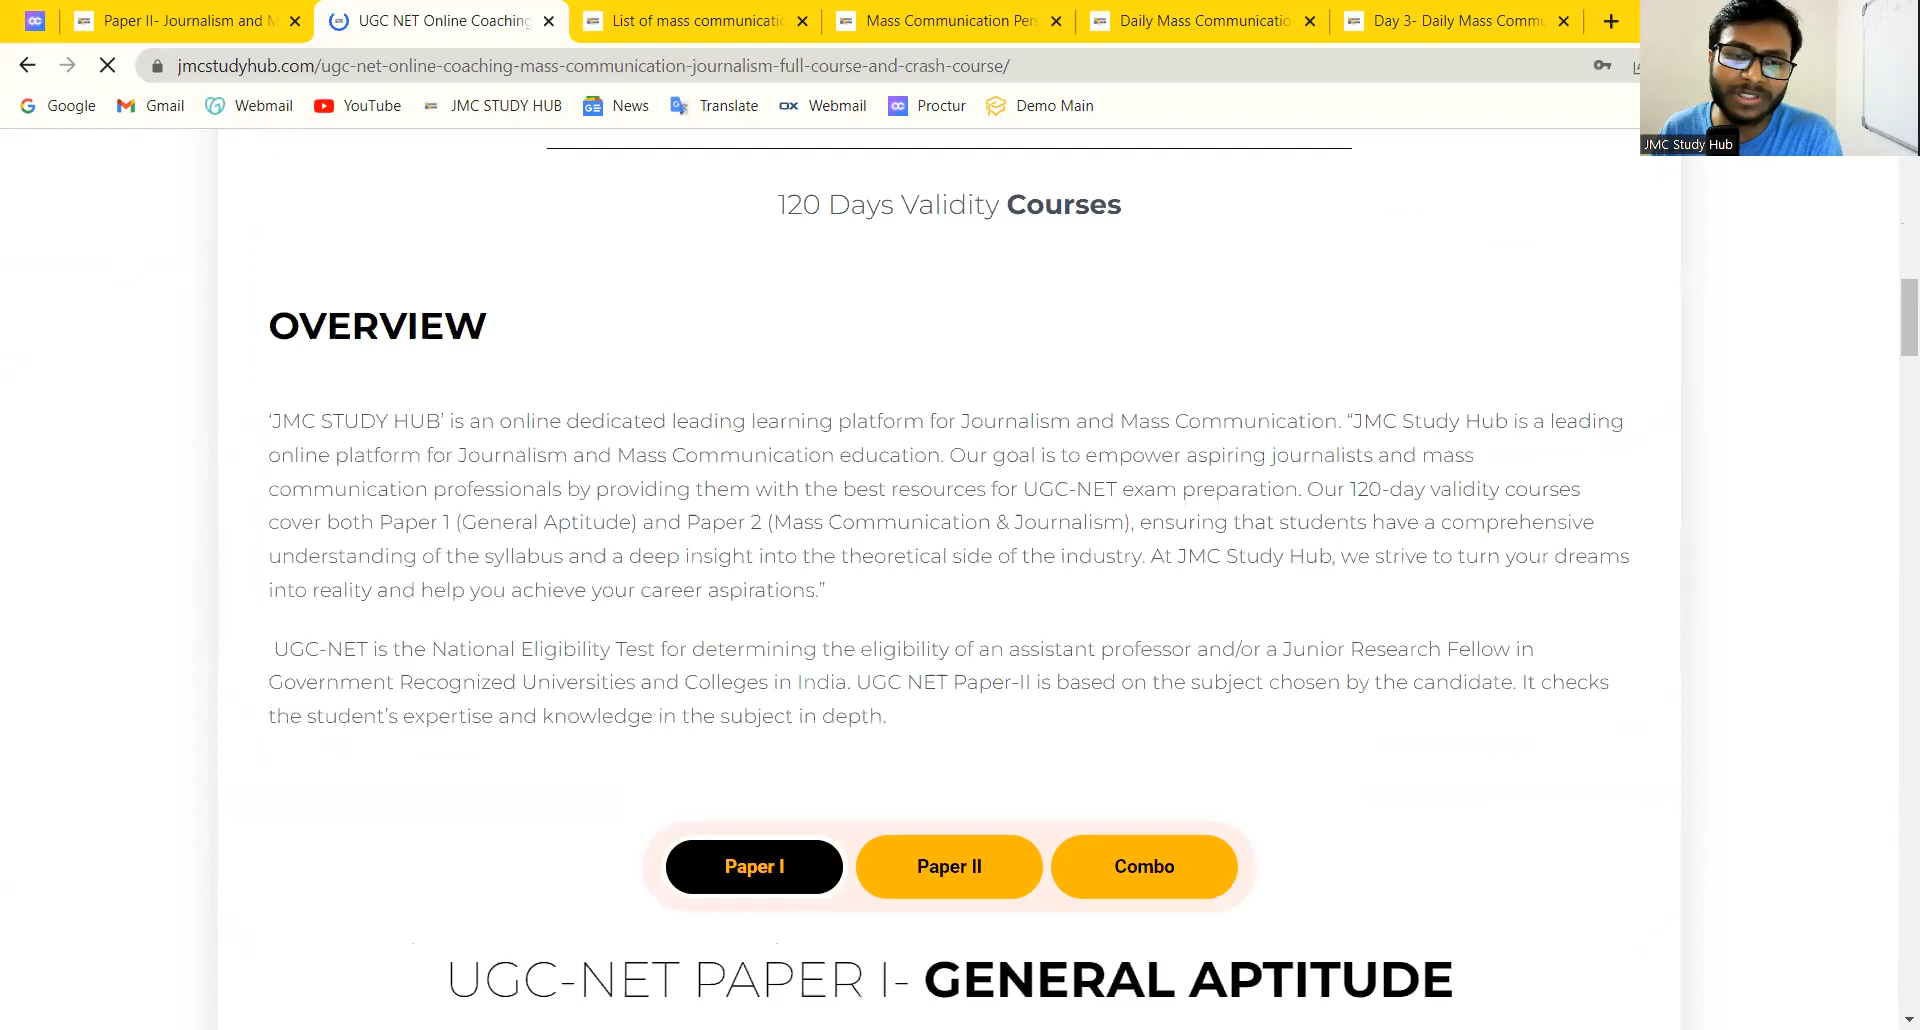 Paper II- Journalism and M
UGC NET Online Coaching
List of mass communicatio
Mass Communication Pers
Daily Mass Communicatio
Day 3- Daily Mass Commu
jmcstudyhub.com/ugc-net-online-coaching-mass-communication-journalism-full-course-and-crash-course/
Google
Gmail
Webmail
YouTube
JMC STUDY HUB
News
Translate
Webmail
Proctur
Demo Main
JMC Study Hub
120 Days Validity Courses
OVERVIEW
‘JMC STUDY HUB’ is an online dedicated leading learning platform for Journalism and Mass Communication. “JMC Study Hub is a leading
online platform for Journalism and Mass Communication education. Our goal is to empower aspiring journalists and mass
communication professionals by providing them with the best resources for UGC-NET exam preparation. Our 120-day validity courses
cover both Paper 1 (General Aptitude) and Paper 2 (Mass Communication & Journalism), ensuring that students have a comprehensive
understanding of the syllabus and a deep insight into the theoretical side of the industry. At JMC Study Hub, we strive to turn your dreams
into reality and help you achieve your career aspirations.”
UGC-NET is the National Eligibility Test for determining the eligibility of an assistant professor and/or a Junior Research Fellow in
Government Recognized Universities and Colleges in India. UGC NET Paper-II is based on the subject chosen by the candidate. It checks
the student’s expertise and knowledge in the subject in depth.
Paper I
Paper II
Combo
UGC-NET PAPER I- GENERAL APTITUDE